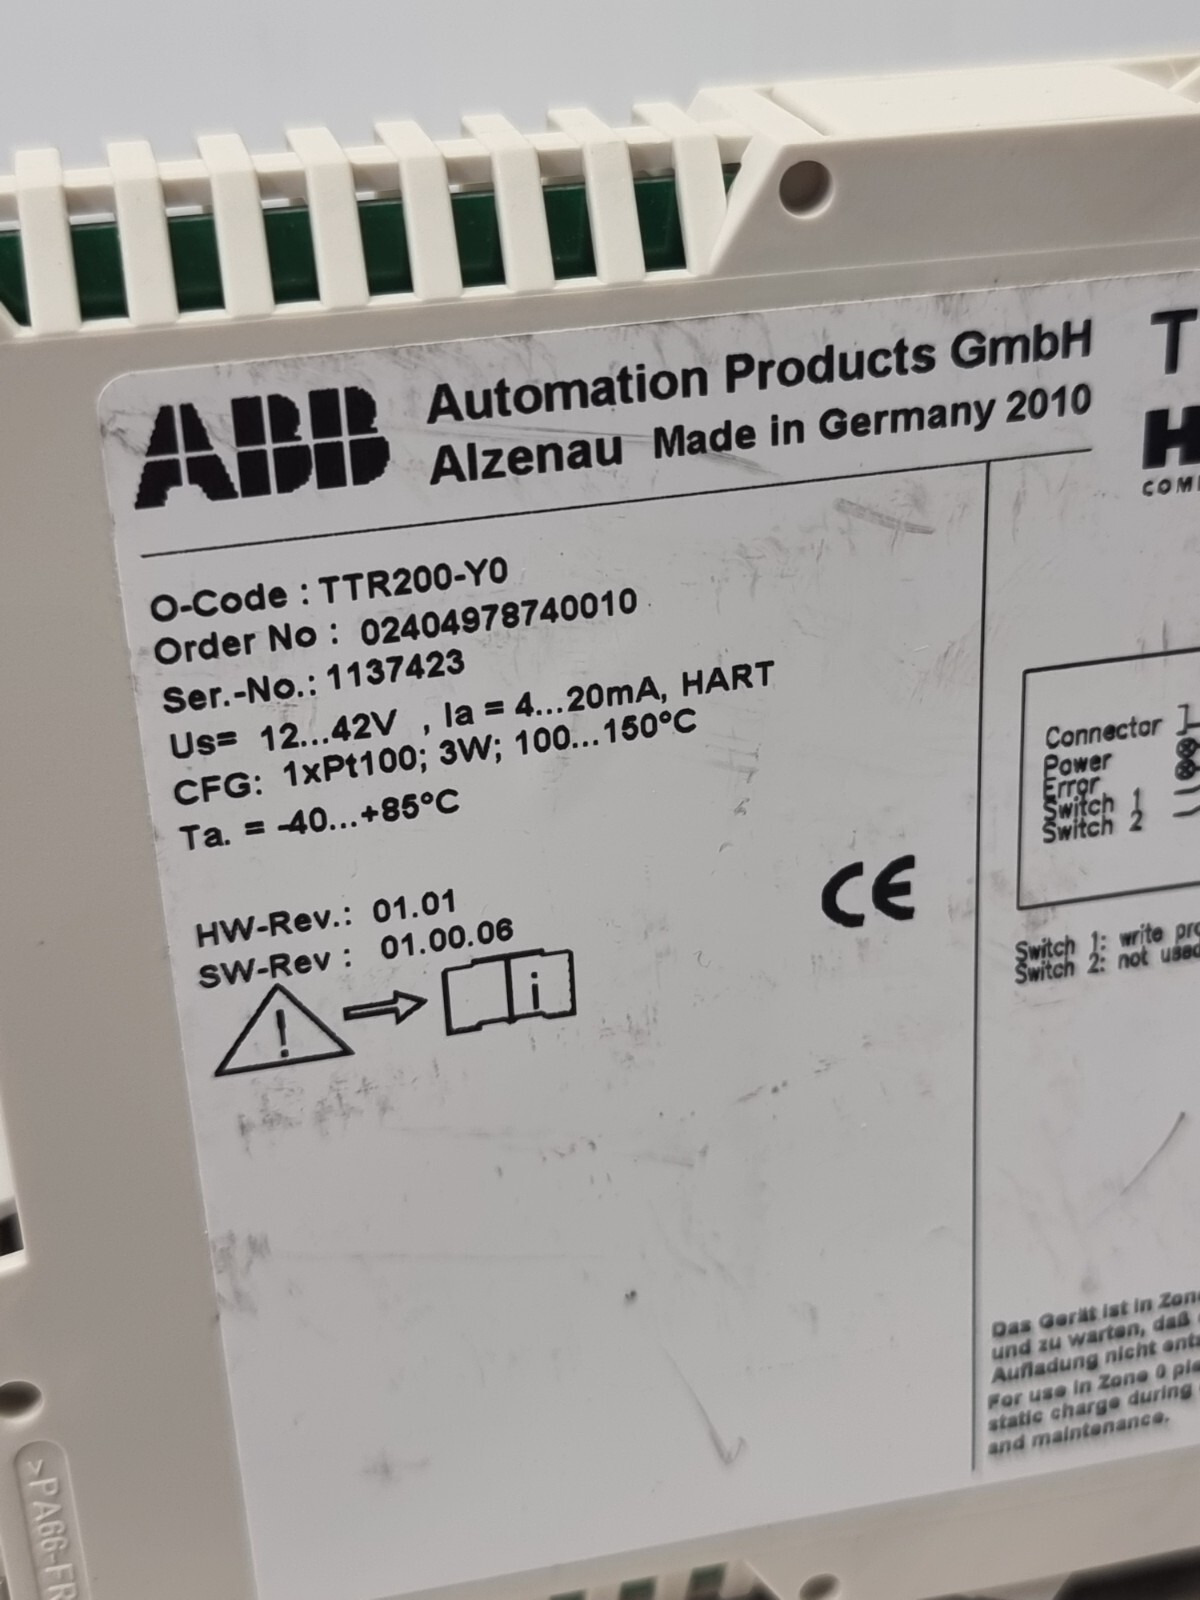 ABB Automation Products GmbH
Alzenau Made in Germany 2010
O-Code : TTR200-Y0
Order No : 02404978740010
Ser.-No.: 1137423
Us= 12...42V , Ia = 4...20mA, HART
CFG: 1xPt100; 3W; 100...150°C
Ta. = -40...+85°C
HW-Rev.: 01.01
SW-Rev : 01.00.06
CE
Connector
Power
Error
Switch 1
Switch 2
Switch 1: write
Switch 2: not used
Das Gerät ist in Zone
und zu warten, daß
Aufladung nicht
For use in Zone 0
static charge during
and maintenance.
>PA66-FR